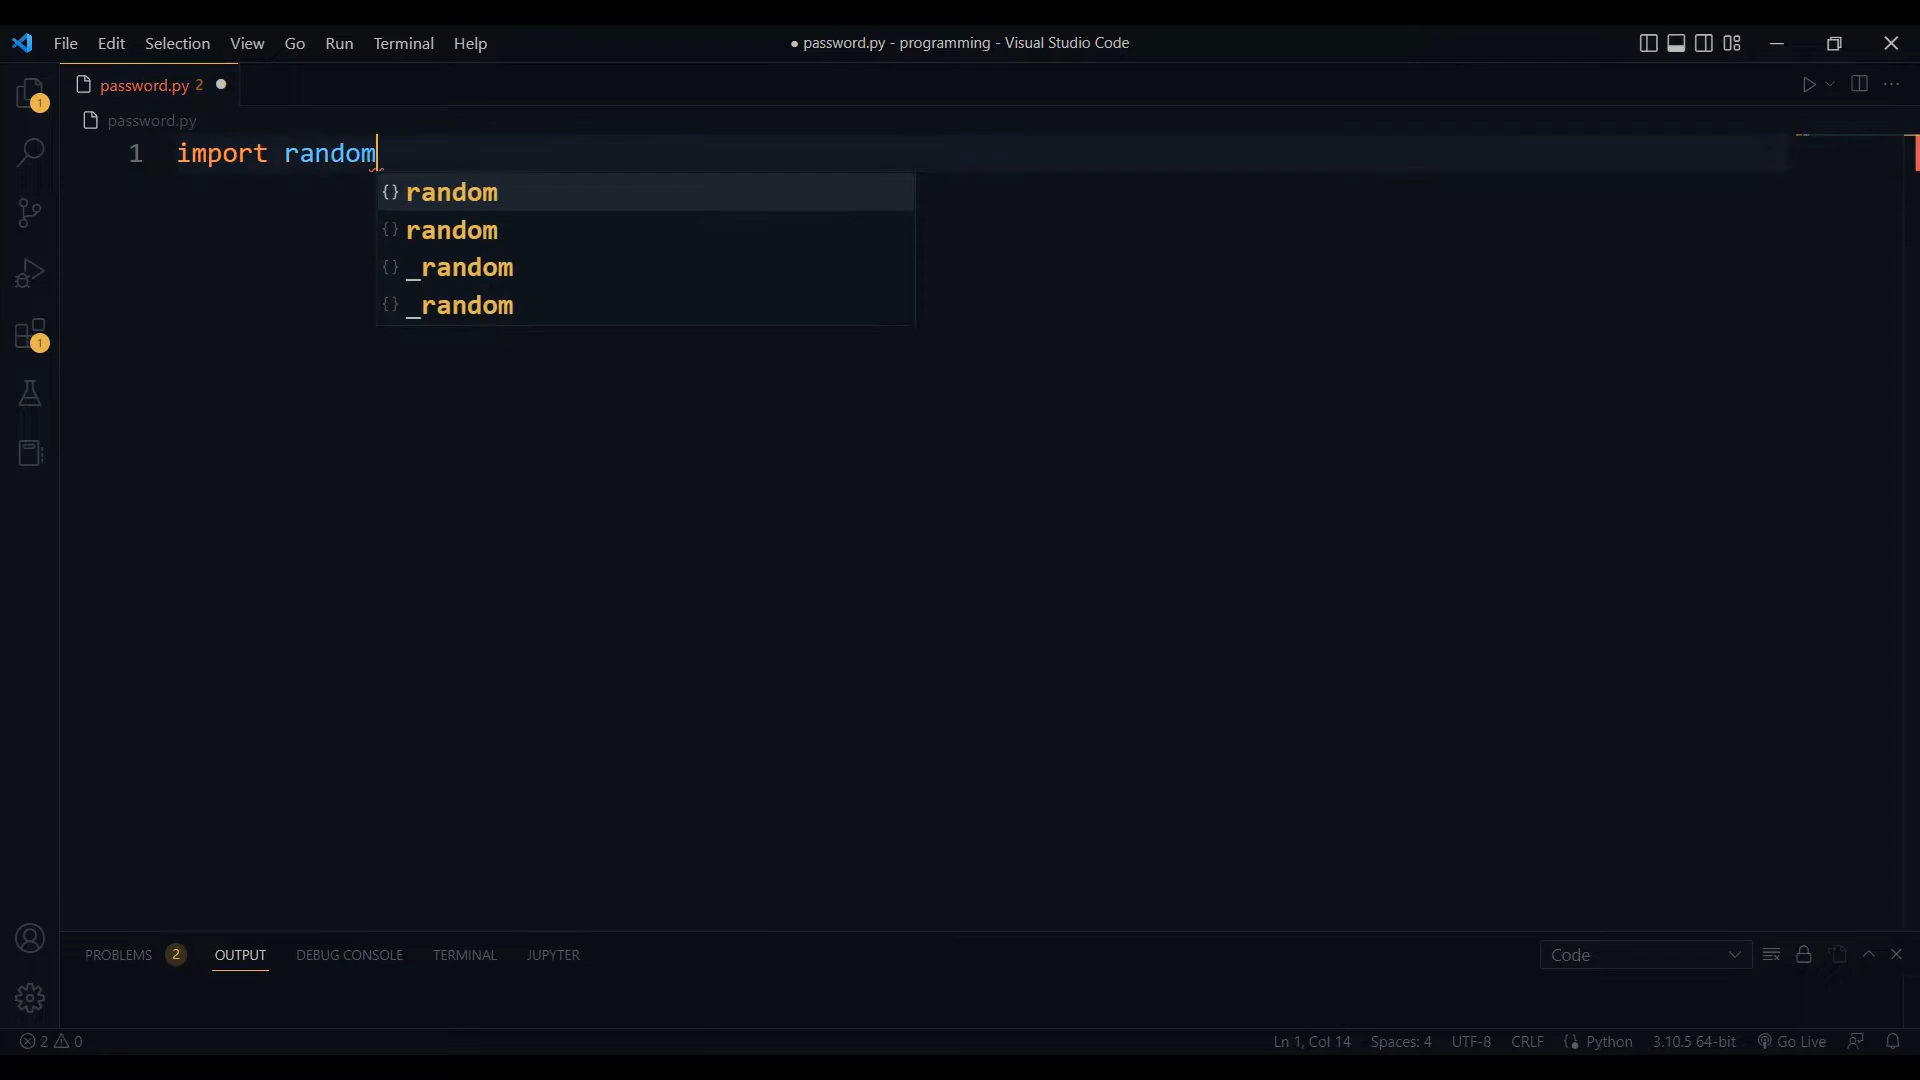 File Edit Selection View Go Run Terminal Help
● password.py - programming - Visual Studio Code
1
password.py 2 ●
password.py
1 import random
{} random
{} random
{} _random
1
{} _random
PROBLEMS 2 OUTPUT DEBUG CONSOLE TERMINAL JUPYTER
Code
2 0
Ln 1, Col 14 Spaces: 4 UTF-8 CRLF {} Python 3.10.5 64-bit Go Live